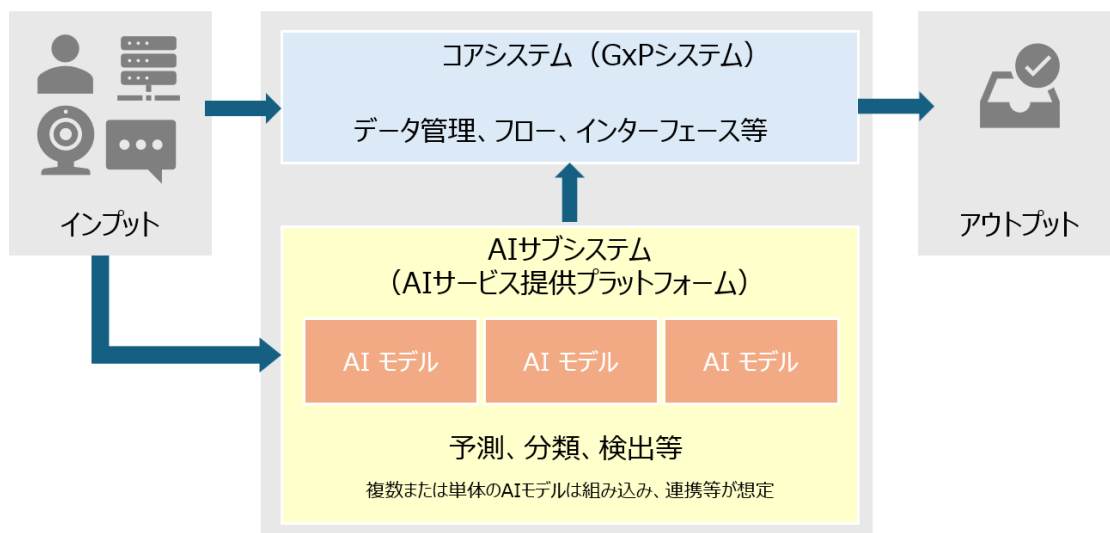 インプット
コアシステム（GxPシステム）
データ管理、フロー、インターフェース等
AIサブシステム
（AIサービス提供プラットフォーム）
AI モデル
AI モデル
AI モデル
予測、分類、検出等
複数または単体のAIモデルは組み込み、連携等が想定
アウトプット